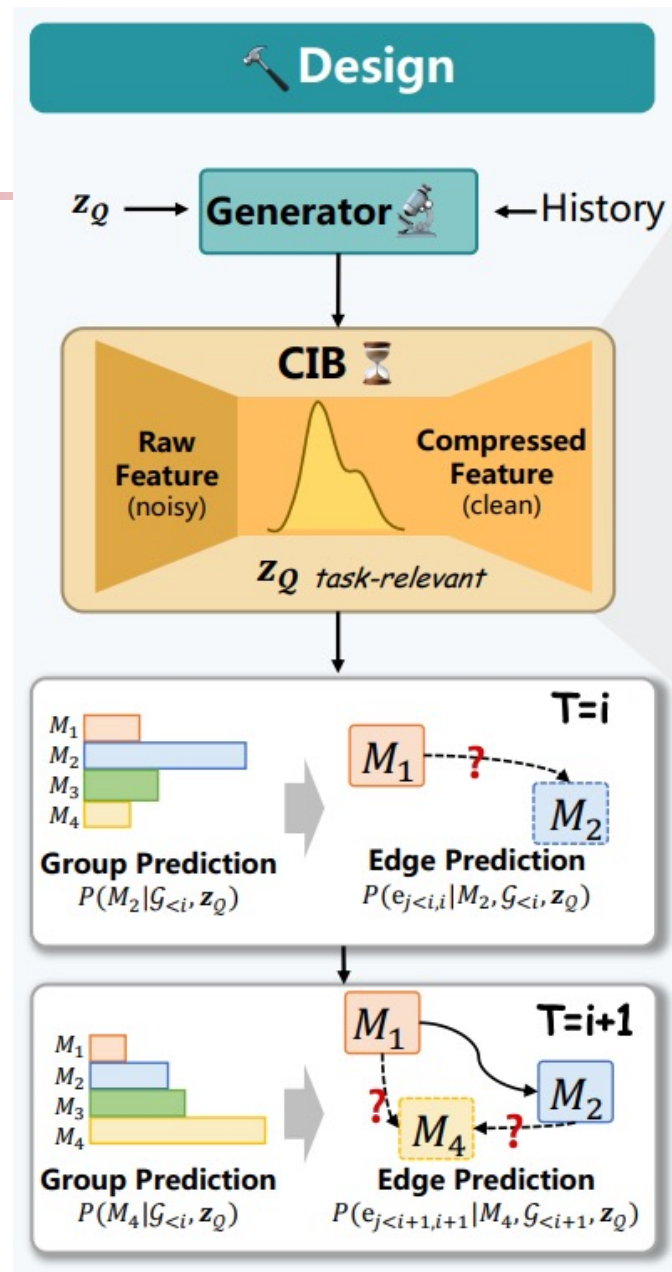 Design
z_Q Generator History
CIB
Raw Feature (noisy)
Compressed Feature (clean)
z_Q task-relevant
T=i
M_1
M_2
M_3
M_4
M_1 ?
M_2
Group Prediction
P(M_2|G_{<i}, z_Q)
Edge Prediction
P(e_{j<i,i}|M_2, G_{<i}, z_Q)
T=i+1
M_1
M_2
M_3
M_4
M_1
M_2
? M_4 ?
Group Prediction
P(M_4|G_{<i}, z_Q)
Edge Prediction
P(e_{j<i+1,i+1}|M_4, G_{<i+1}, z_Q)